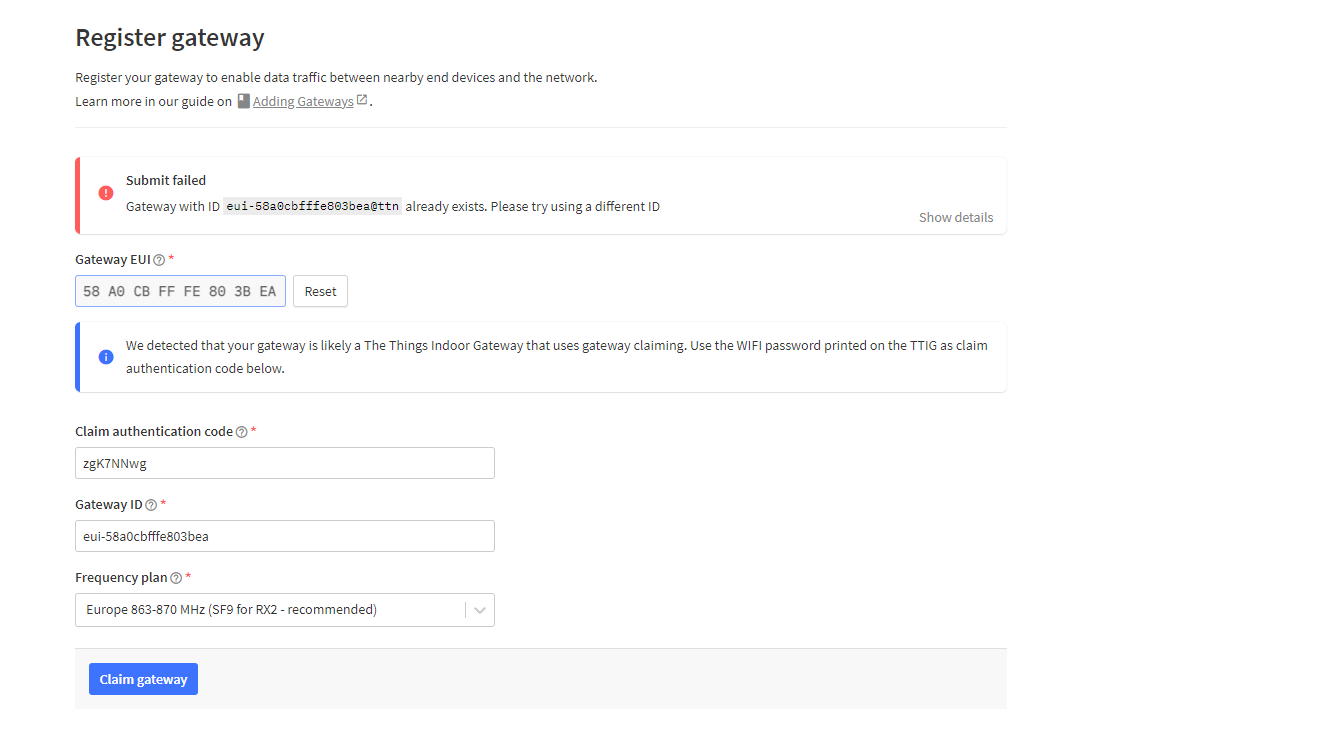 Register gateway
Register your gateway to enable data traffic between nearby end devices and the network.
Learn more in our guide on Adding Gateways.
Submit failed
Gateway with ID eui-58a0cbfffe803bea@ttn already exists. Please try using a different ID
Show details
Gateway EUI *
58 A0 CB FF FE 80 3B EA Reset
We detected that your gateway is likely a The Things Indoor Gateway that uses gateway claiming. Use the WIFI password printed on the TTIG as claim
authentication code below.
Claim authentication code *
zgK7NNwg
Gateway ID *
eui-58a0cbfffe803bea
Frequency plan *
Europe 863-870 MHz (SF9 for RX2 - recommended)
Claim gateway